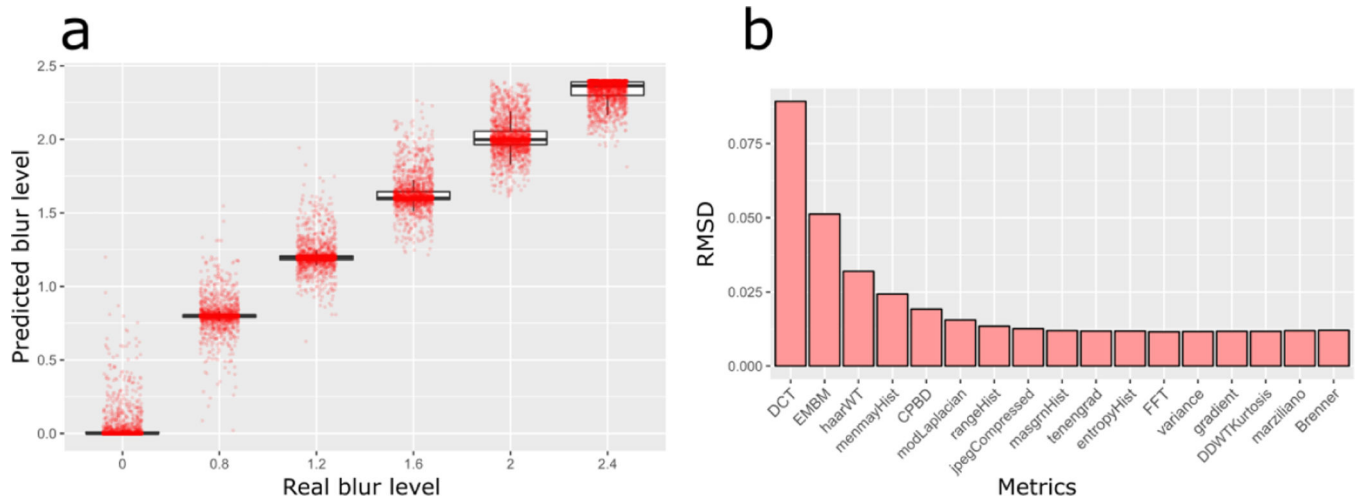 a
2.5
2.0
1.5
1.0
0.5
0.0
Predicted blur level
0
0.8
1.2
1.6
2
2.4
Real blur level
b
0.075
0.050
0.025
0.000
RMSD
DCT
EMBM
haarWT
menmayHist
CPBD
modLaplacian
rangeHist
jpegCompressed
masgrnHist
tenengrad
entropyHist
FFT
variance
gradient
DDWTKurtosis
marziliano
Brenner
Metrics